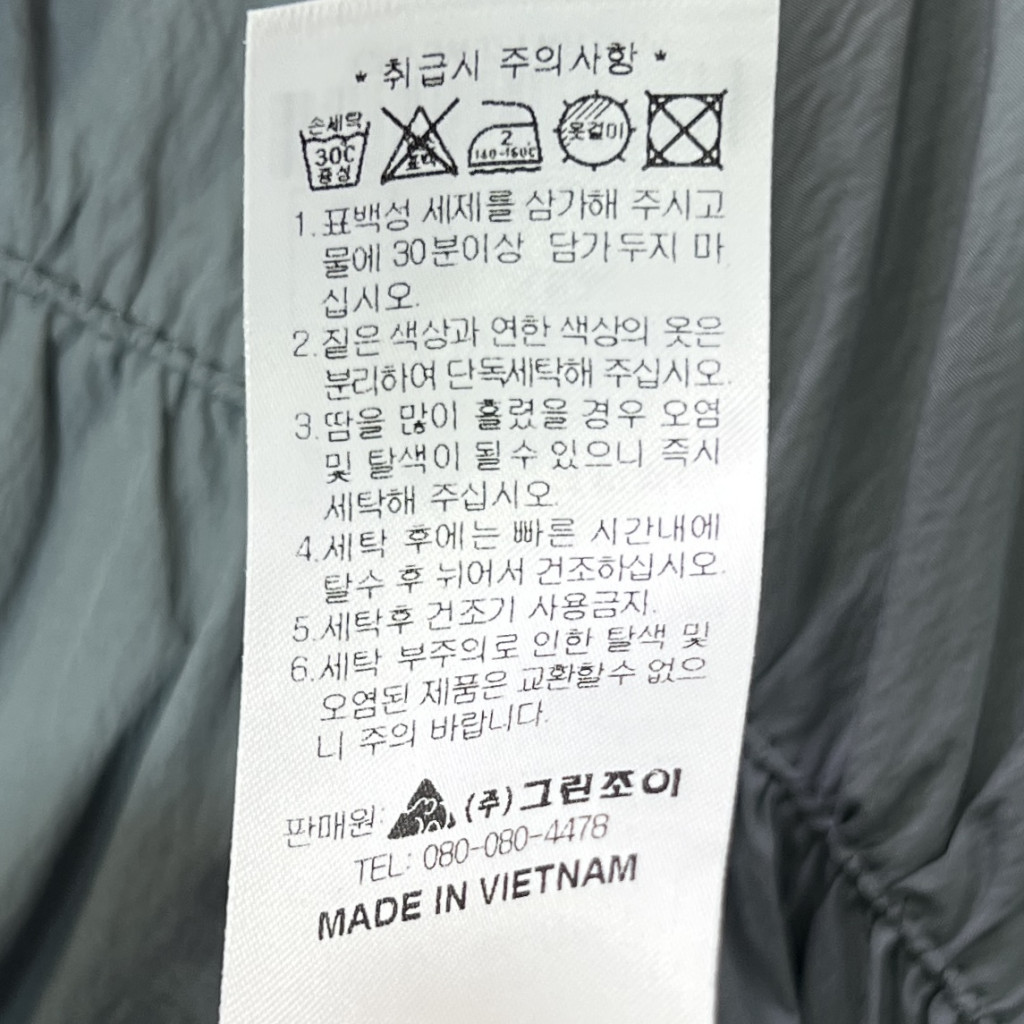 * 취급시 주의사항 *
손세탁
30℃
중성
표백
2
140-160℃
옷걸이
1. 표백성 세제를 삼가해 주시고
물에 30분이상 담가두지 마
십시오.
2. 짙은 색상과 연한 색상의 옷은
분리하여 단독세탁해 주십시오.
3. 땀을 많이 흘렸을 경우 오염
및 탈색이 될수 있으니 즉시
세탁해 주십시오.
4. 세탁 후에는 빠른 시간내에
탈수 후 뉘어서 건조하십시오.
5. 세탁후 건조기 사용금지.
6. 세탁 부주의로 인한 탈색 및
오염된 제품은 교환할수 없으
니 주의 바랍니다.
판매원: (주)그린조이
TEL: 080-080-4478
MADE IN VIETNAM